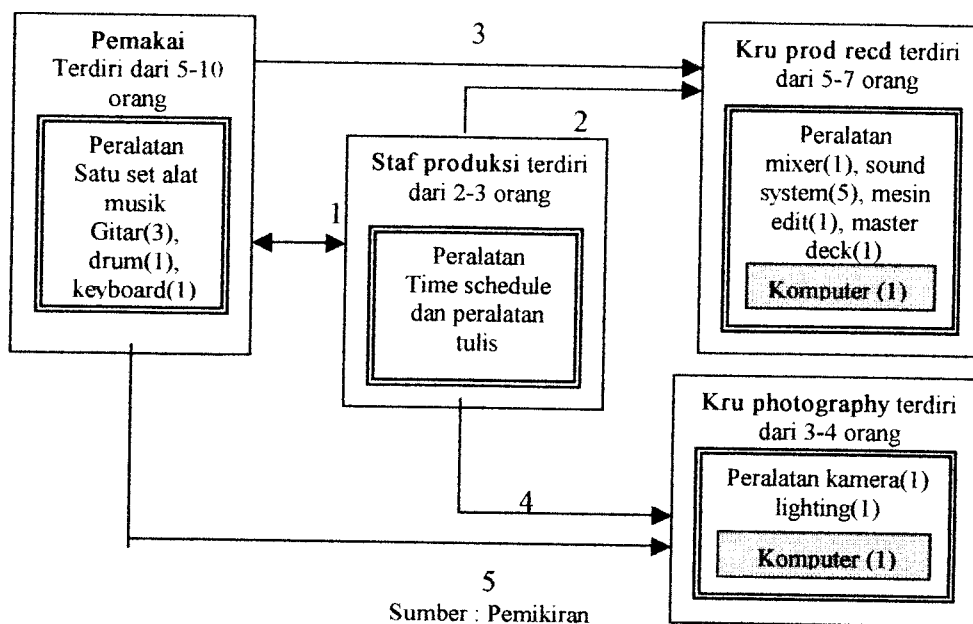 Pemakai
Terdiri dari 5-10
orang
Peralatan
Satu set alat
musik
Gitar(3),
drum(1),
keyboard(1)
1
Staf produksi terdiri
dari 2-3 orang
Peralatan
Time schedule
dan peralatan
tulis
3
2
Kru prod recd terdiri
dari 5-7 orang
Peralatan
mixer(1), sound
system(5), mesin
edit(1), master
deck(1)
Komputer (1)
Kru photography terdiri
dari 3-4 orang
Peralatan kamera(1)
lighting(1)
Komputer (1)
4
5
Sumber : Pemikiran